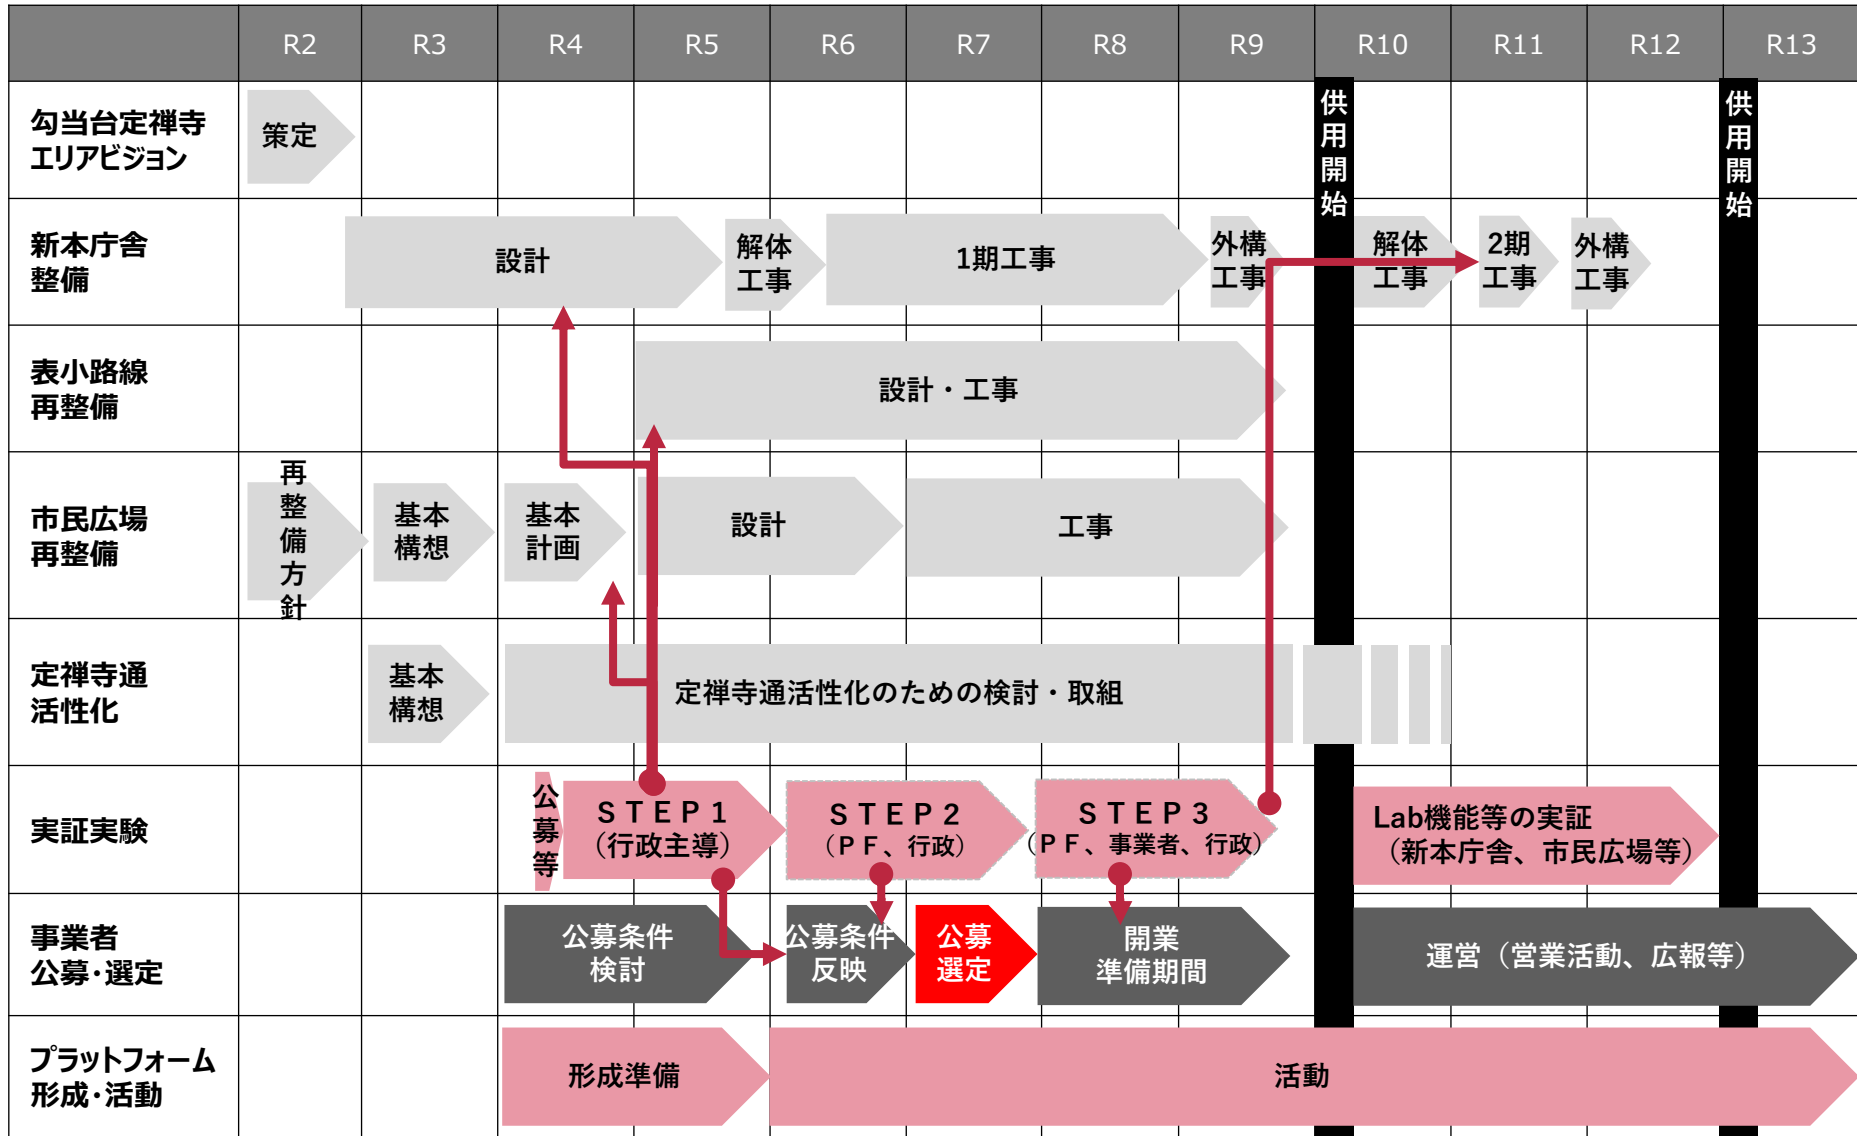 R2 R3 R4 R5 R6 R7 R8 R9 R10 R11 R12 R13
勾当台定禅寺
エリアビジョン
策定
供用開始
供用開始
新本庁舎
整備
設計
解体
工事
1期工事
外構
工事
解体
工事
2期
工事
外構
工事
表小路線
再整備
設計・工事
市民広場
再整備
再整備方針
基本
構想
基本
計画
設計
工事
定禅寺通
活性化
基本
構想
定禅寺通活性化のための検討・取組
実証実験
公募等
ＳＴＥＰ１
（行政主導）
ＳＴＥＰ２
（ＰＦ、行政）
ＳＴＥＰ３
（ＰＦ、事業者、行政）
Lab機能等の実証
（新本庁舎、市民広場等）
事業者
公募・選定
公募条件
検討
公募条件
反映
公募
選定
開業
準備期間
運営（営業活動、広報等）
プラットフォーム
形成・活動
形成準備
活動